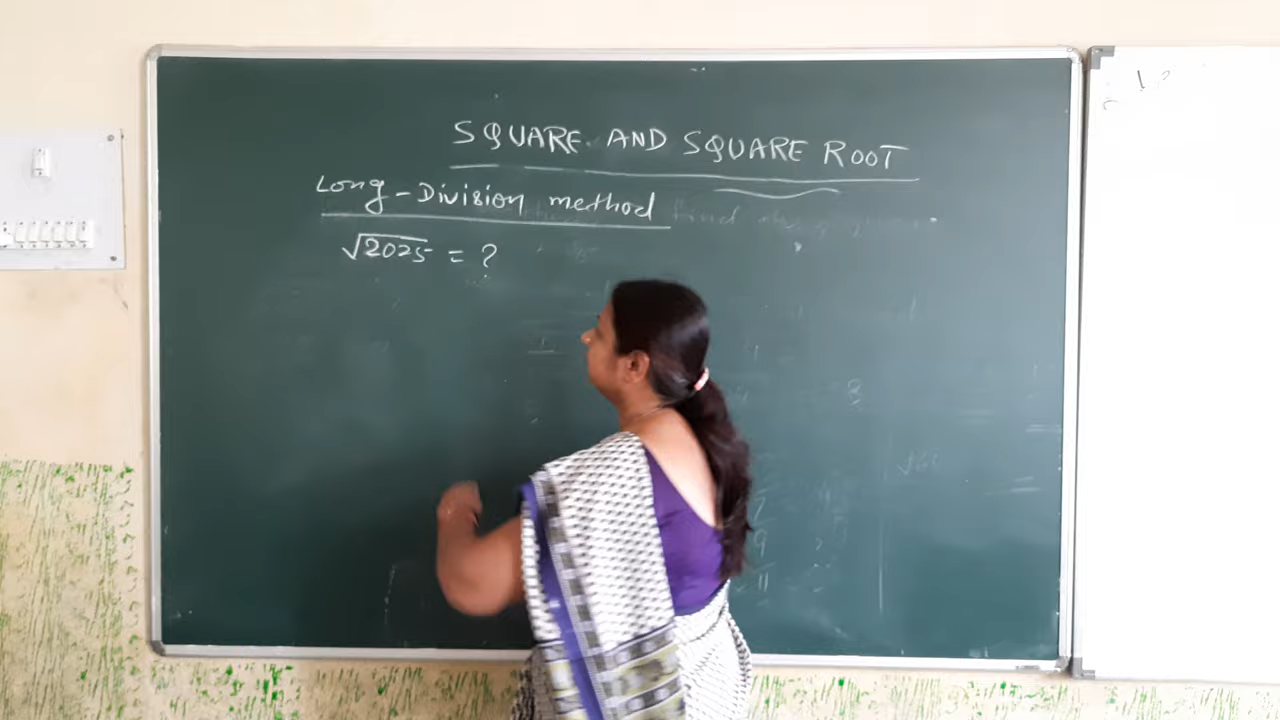 SQUARE AND SQUARE ROOT
Long-Division method
√2025 = ?